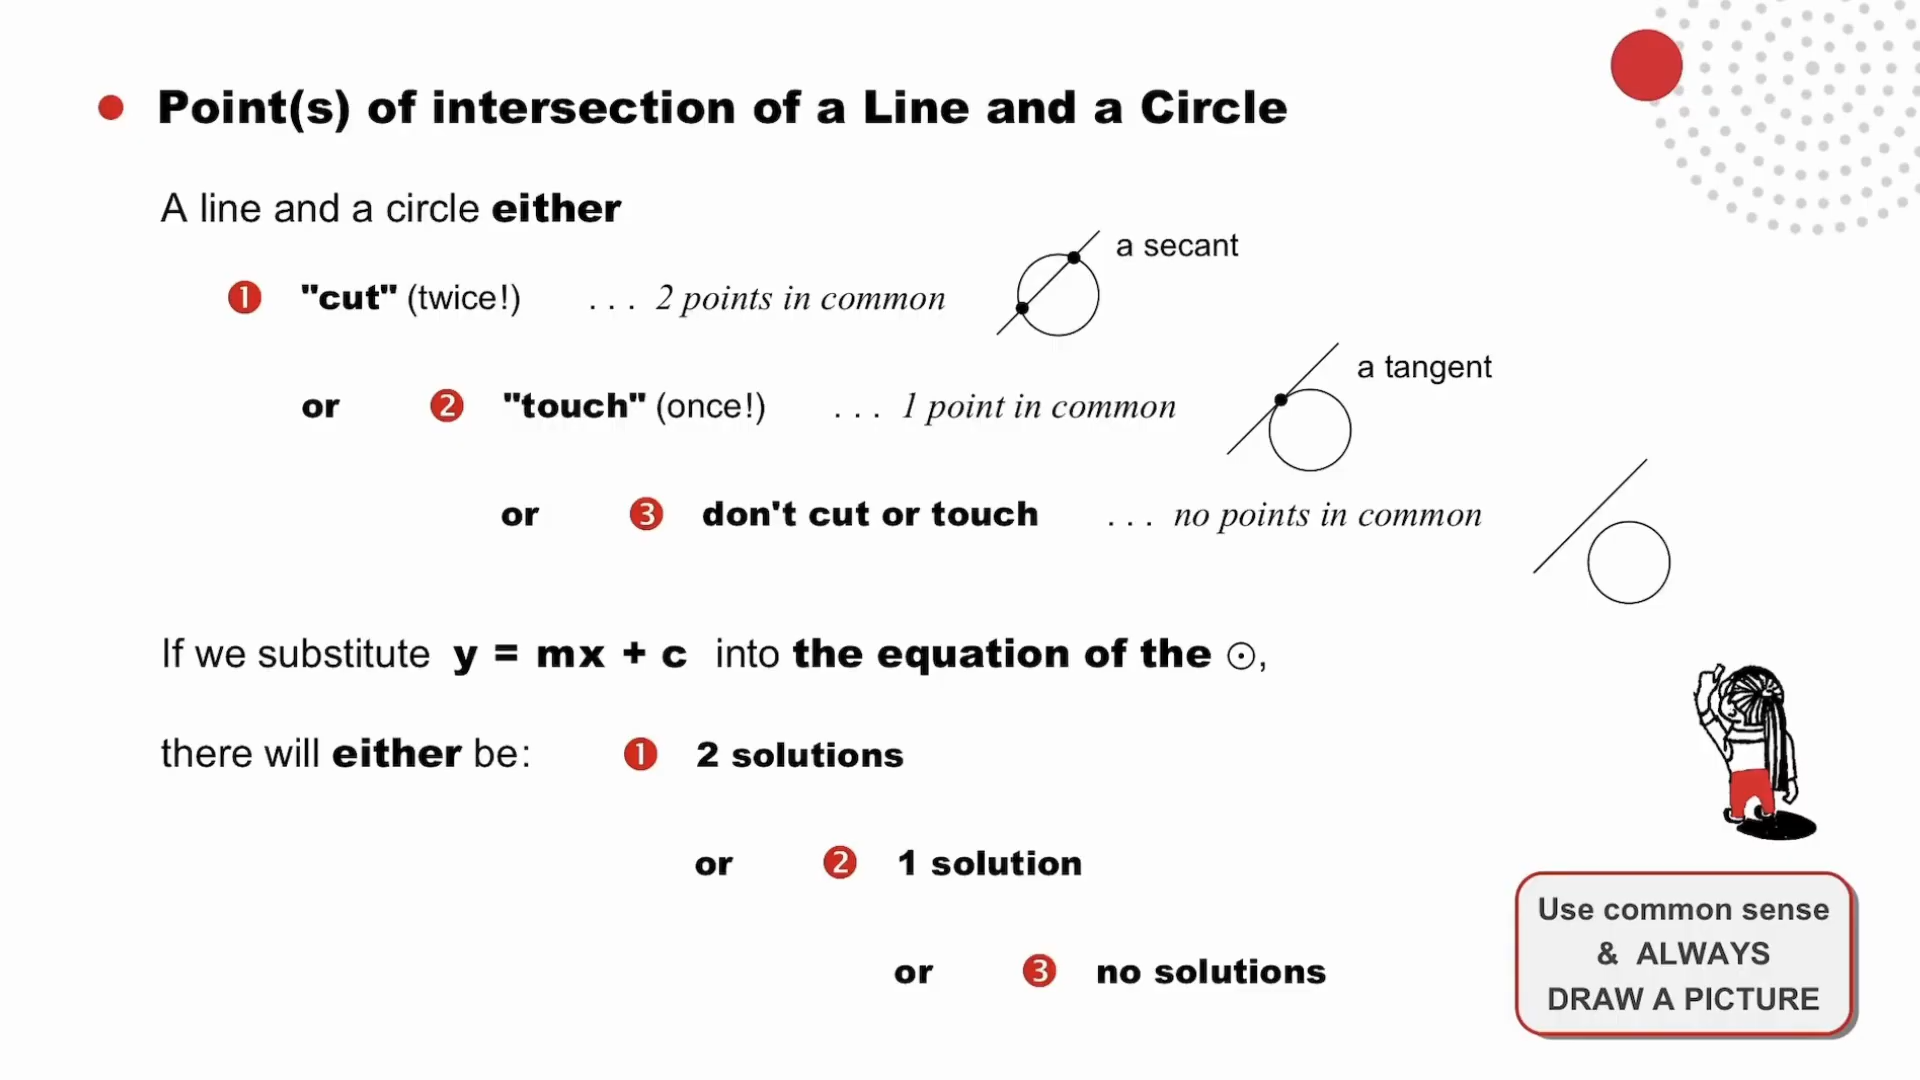 Point(s) of intersection of a Line and a Circle
A line and a circle either
1 "cut" (twice!) . . . 2 points in common
a secant
or 2 "touch" (once!) . . . 1 point in common
a tangent
or 3 don't cut or touch . . . no points in common
If we substitute y = mx + c into the equation of the ⊙,
there will either be: 1 2 solutions
or 2 1 solution
or 3 no solutions
Use common sense
& ALWAYS
DRAW A PICTURE